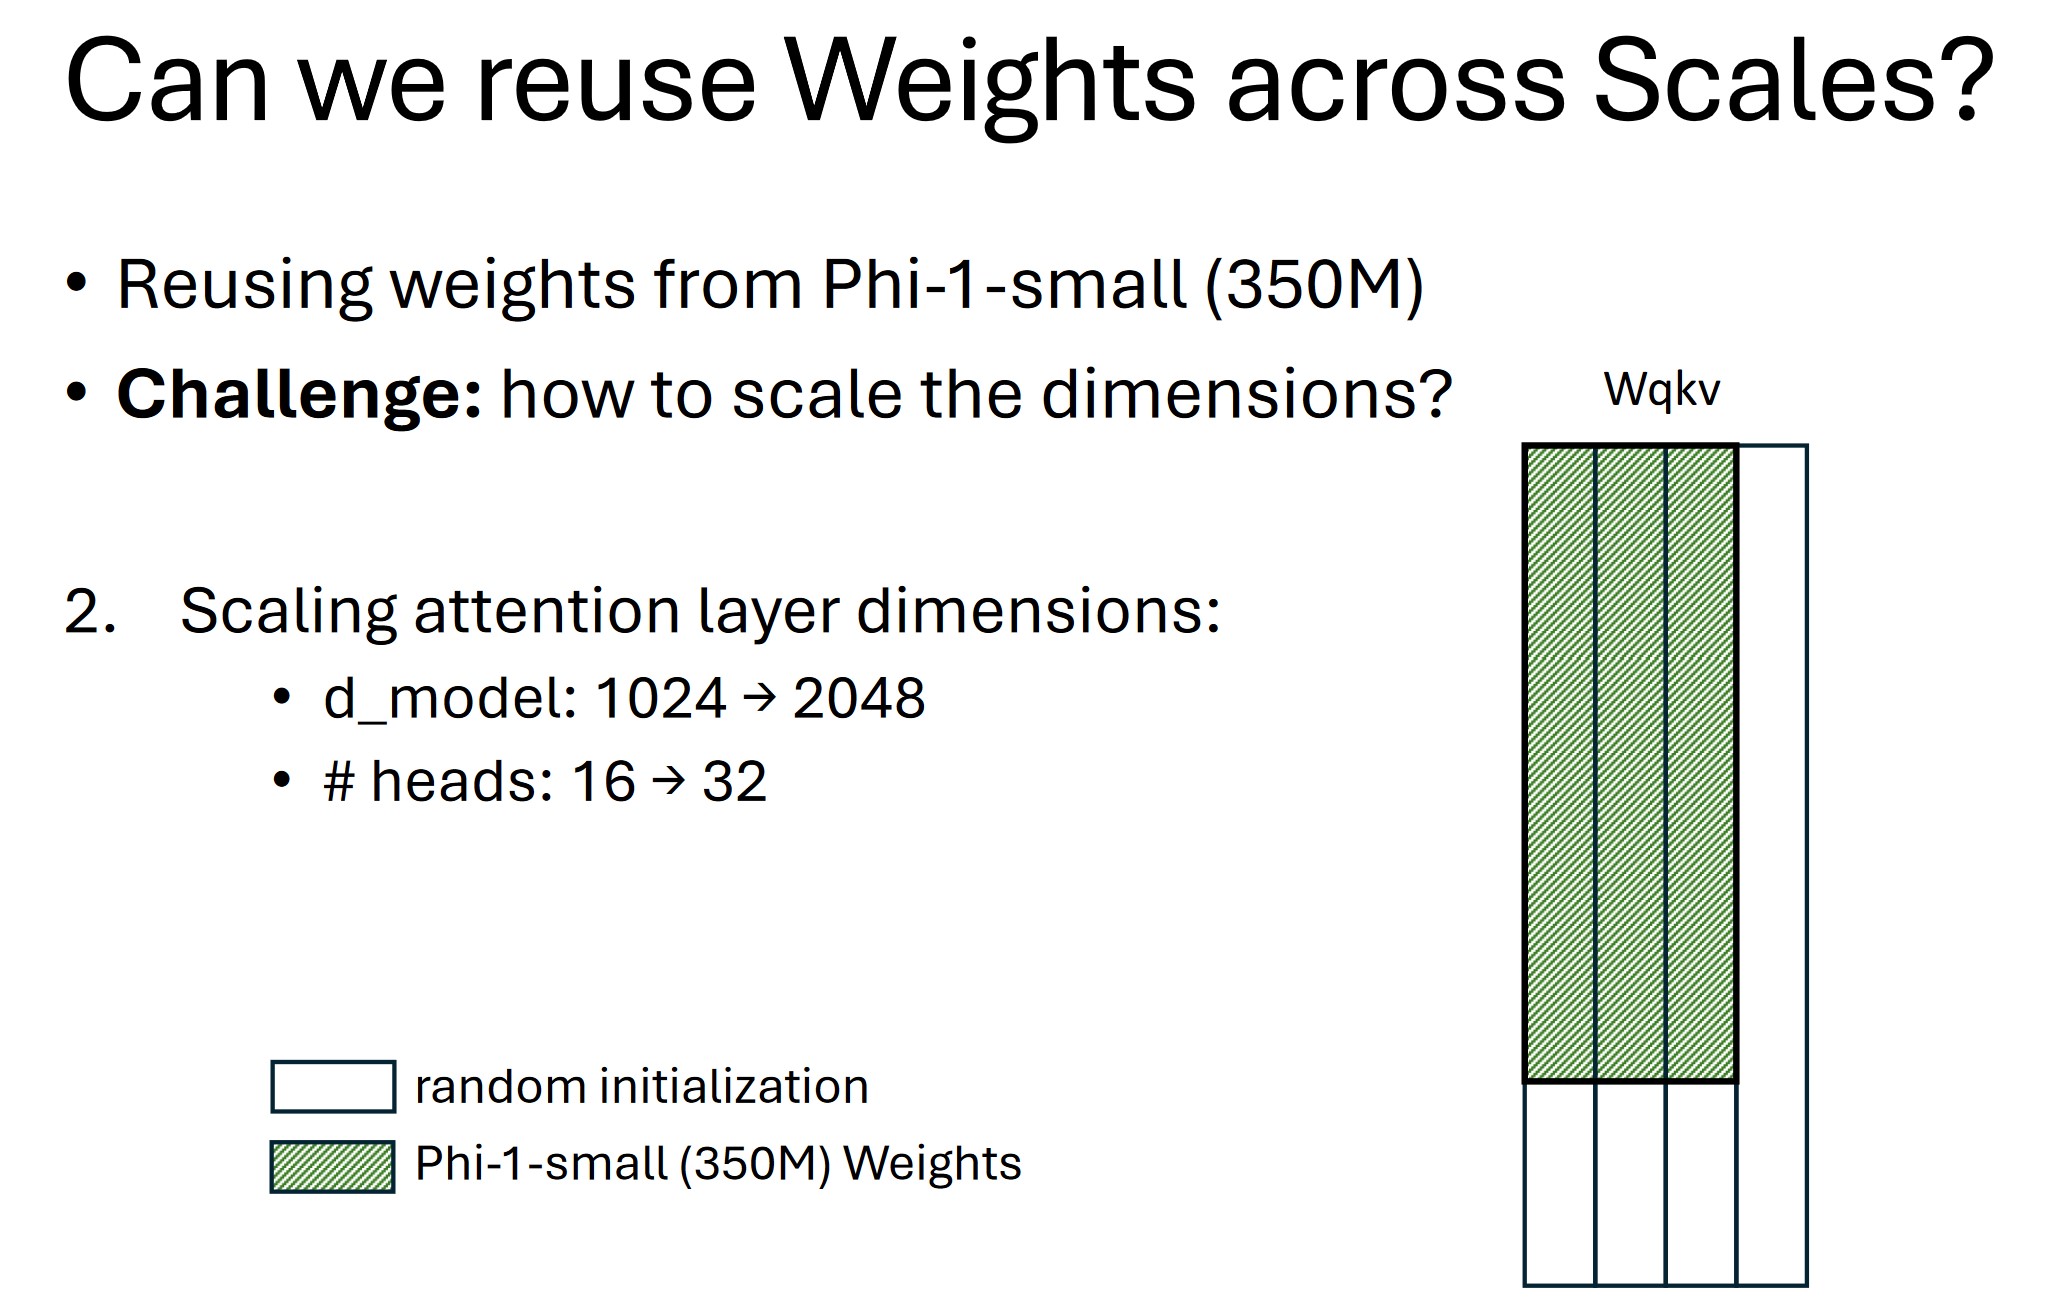 Can we reuse Weights across Scales?
• Reusing weights from Phi-1-small (350M)
• Challenge: how to scale the dimensions?
Wqkv
2. Scaling attention layer dimensions:
• d_model: 1024 → 2048
• # heads: 16 → 32
random initialization
Phi-1-small (350M) Weights